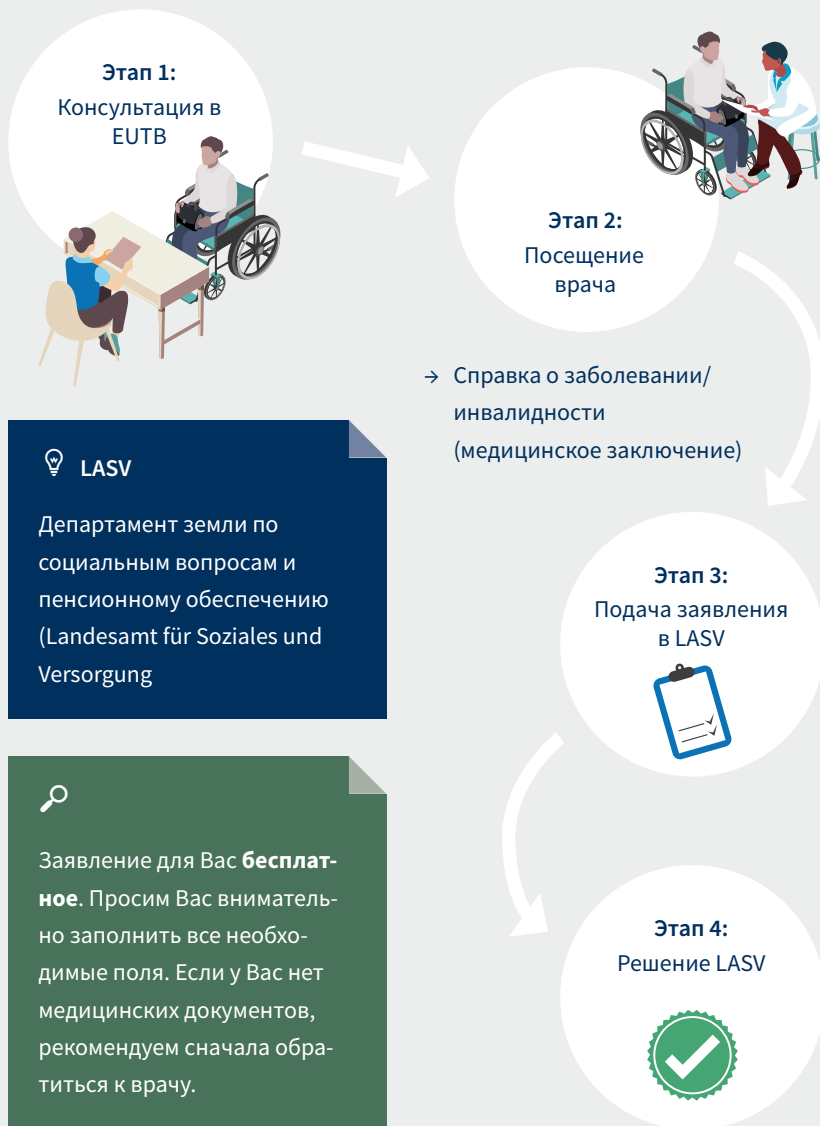 Этап 1:
Консультация в
EUTB
Этап 2:
Посещение
врача
→ Справка о заболевании/
инвалидности
(медицинское заключение)
LASV
Департамент земли по
социальным вопросам и
пенсионному обеспечению
(Landesamt für Soziales und
Versorgung
Этап 3:
Подача заявления
в LASV
Заявление для Вас бесплат-
ное. Просим Вас вниматель-
но заполнить все необхо-
димые поля. Если у Вас нет
медицинских документов,
рекомендуем сначала обра-
титься к врачу.
Этап 4:
Решение LASV